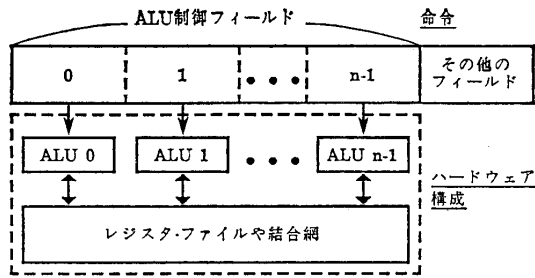 ALU制御フィールド
命令
0
1
• • •
n-1
その他の
フィールド
ALU 0
ALU 1
• • •
ALU n-1
ハードウェア
構成
レジスタ・ファイルや結合網